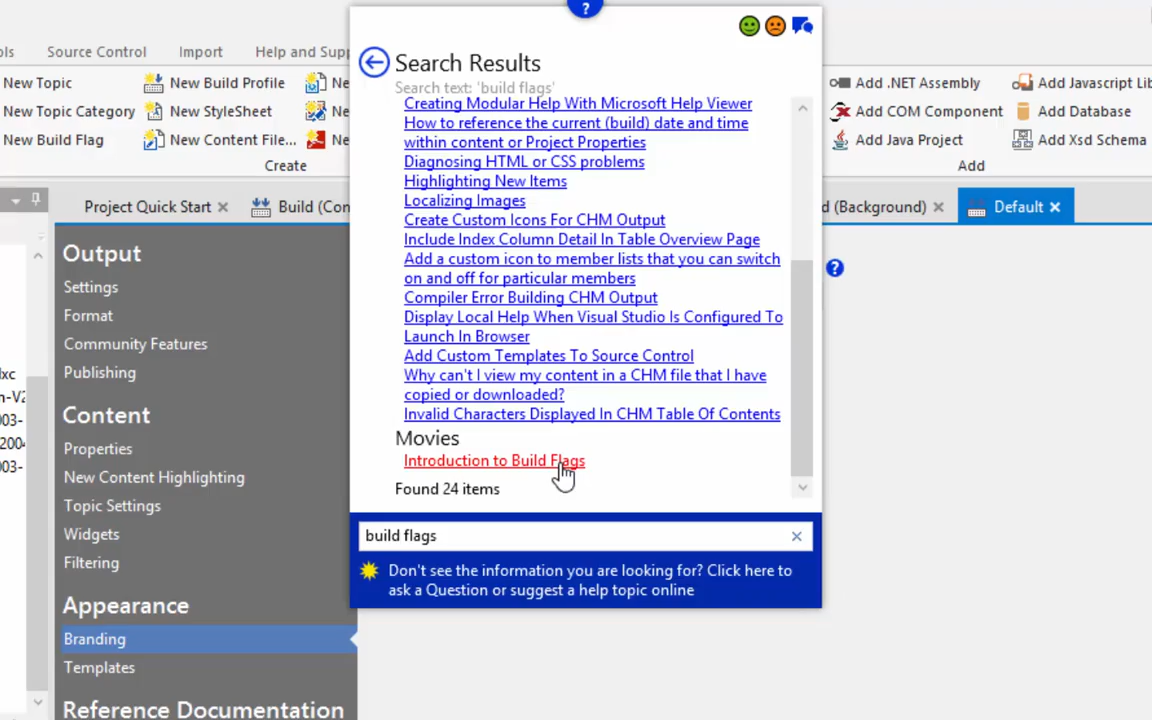 ols
Source Control
Import
Help and Supp
New Topic
New Build Profile
Ne
New Topic Category
New StyleSheet
Ne
New Build Flag
New Content File...
Ne
Create
?
Search Results
Search text: 'build flags'
Creating Modular Help With Microsoft Help Viewer
How to reference the current (build) date and time
within content or Project Properties
Diagnosing HTML or CSS problems
Highlighting New Items
Localizing Images
Create Custom Icons For CHM Output
Include Index Column Detail In Table Overview Page
Add a custom icon to member lists that you can switch
on and off for particular members
Compiler Error Building CHM Output
Display Local Help When Visual Studio Is Configured To
Launch In Browser
Add Custom Templates To Source Control
Why can't I view my content in a CHM file that I have
copied or downloaded?
Invalid Characters Displayed In CHM Table Of Contents
Movies
Introduction to Build Flags
Found 24 items
build flags
Don't see the information you are looking for? Click here to
ask a Question or suggest a help topic online
Add .NET Assembly
Add Javascript Lib
Add COM Component
Add Database
Add Java Project
Add Xsd Schema
Add
Project Quick Start
Build (Con
d (Background)
Default
?
lxc
n-V2
003-
200
003-
Output
Settings
Format
Community Features
Publishing
Content
Properties
New Content Highlighting
Topic Settings
Widgets
Filtering
Appearance
Branding
Templates
Reference Documentation